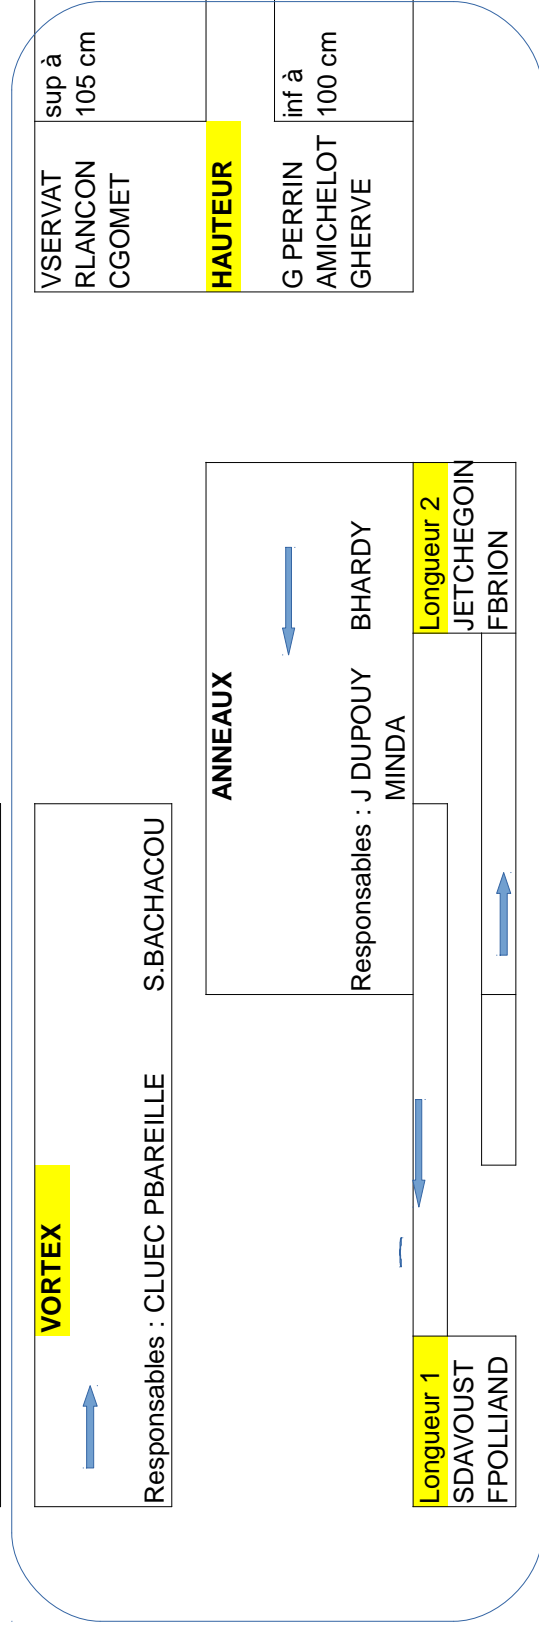 VORTEX
Responsables : CLUEC PBAREILLE S.BACHACOU
ANNEAUX
Responsables : J DUPOUY BHARDY
MINDA
VSERVAT
RLANCON
CGOMET
sup à
105 cm
HAUTEUR
G PERRIN
AMICHELOT
GHERVE
inf à
100 cm
Longueur 1
SDAVOUST
FPOLLIAND
Longueur 2
JETCHEGOIN
FBRION